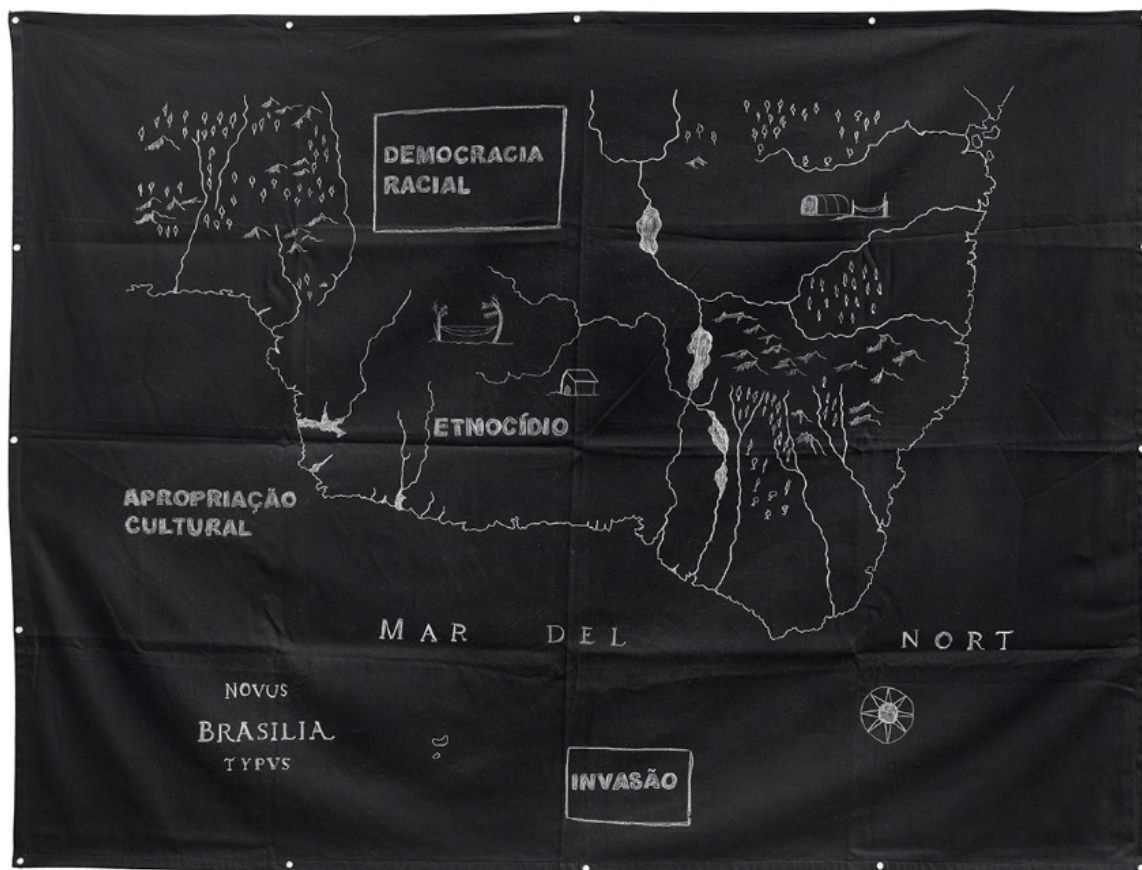 DEMOCRACIA
RACIAL
ETNOCÍDIO
APROPRIAÇÃO
CULTURAL
MAR DEL NORT
NOVUS
BRASILIA
TYPVS
INVASÃO